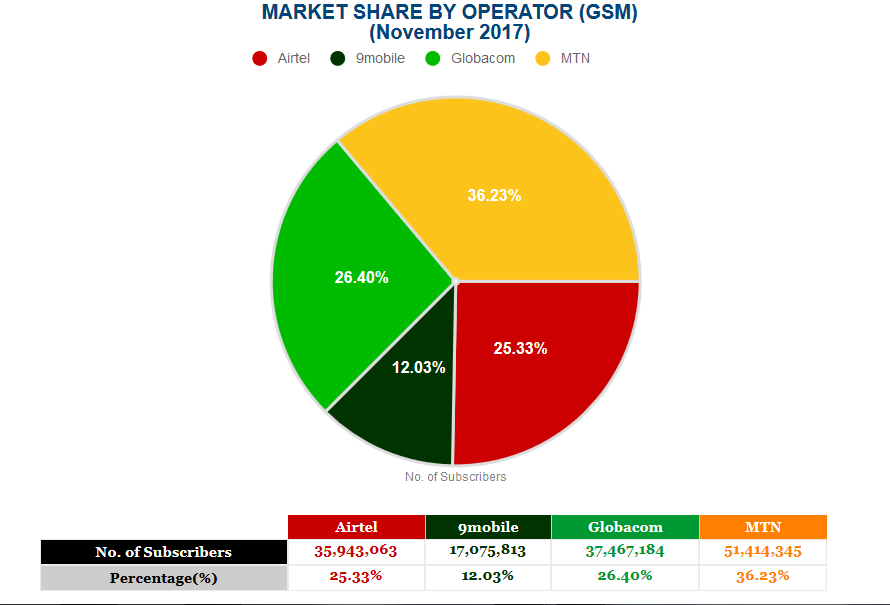 MARKET SHARE BY OPERATOR (GSM)
(November 2017)
Airtel 9mobile Globacom MTN
36.23%
26.40%
25.33%
12.03%
No. of Subscribers
Airtel 9mobile Globacom MTN
No. of Subscribers 35,943,063 17,075,813 37,467,184 51,414,345
Percentage(%) 25.33% 12.03% 26.40% 36.23%